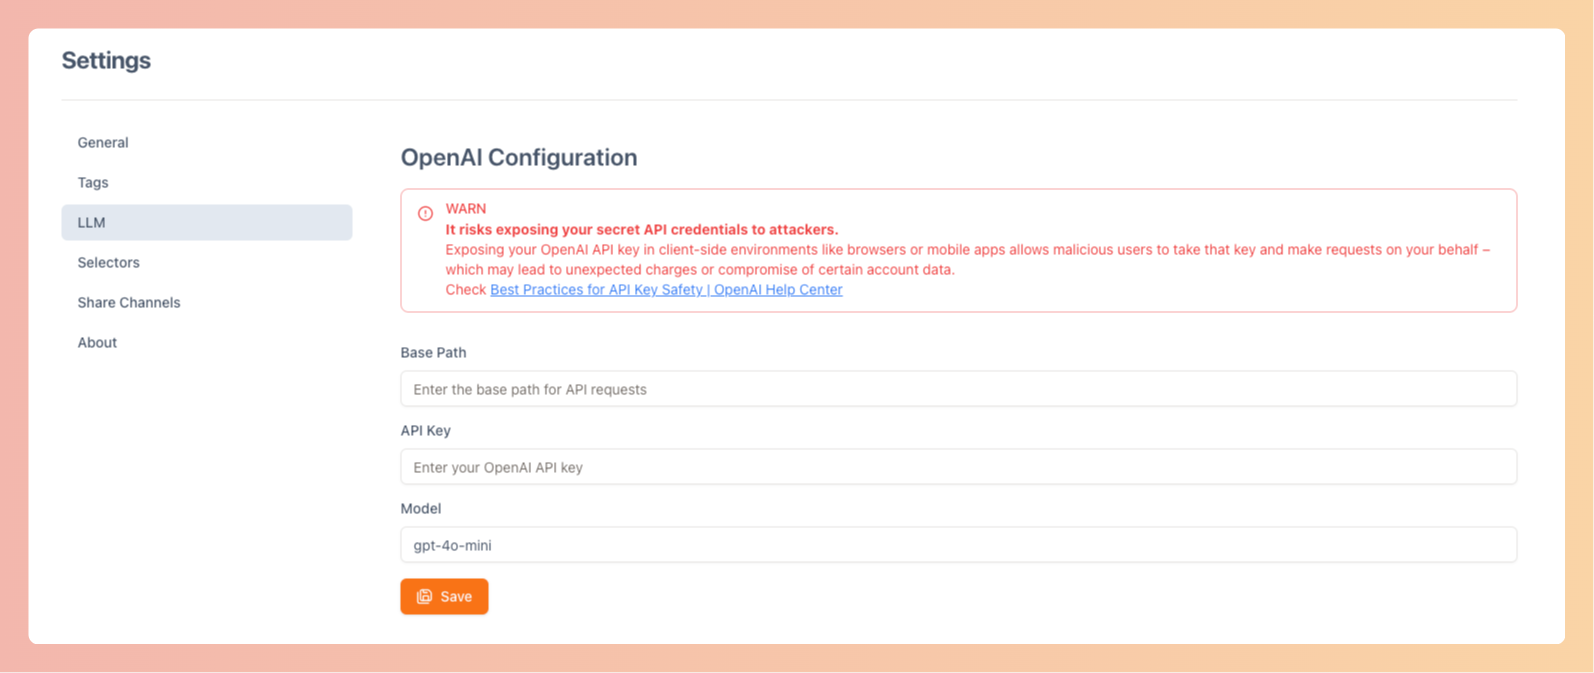 Settings
General
Tags
LLM
Selectors
Share Channels
About
OpenAI Configuration
WARN
It risks exposing your secret API credentials to attackers.
Exposing your OpenAI API key in client-side environments like browsers or mobile apps allows malicious users to take that key and make requests on your behalf –
which may lead to unexpected charges or compromise of certain account data.
Check Best Practices for API Key Safety | OpenAI Help Center
Base Path
Enter the base path for API requests
API Key
Enter your OpenAI API key
Model
gpt-4o-mini
Save